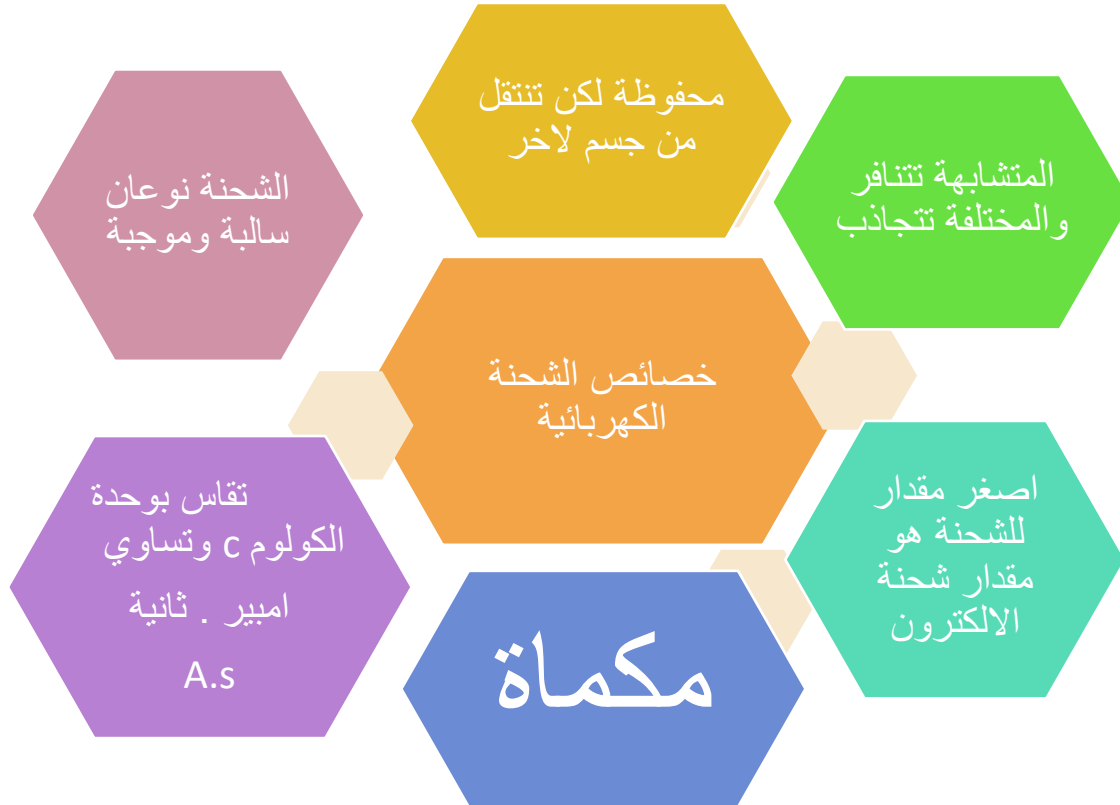 محفوظة لكن تنتقل
من جسم لاخر
المتشابهة تتنافر
والمختلفة تتجاذب
الشحنة نوعان
سالبة وموجبة
خصائص الشحنة
الكهربائية
اصغر مقدار
للشحنة هو
مقدار شحنة
الالكترون
تقاس بوحدة
الكولوم c وتساوي
امبير . ثانية
A.s
مكماة